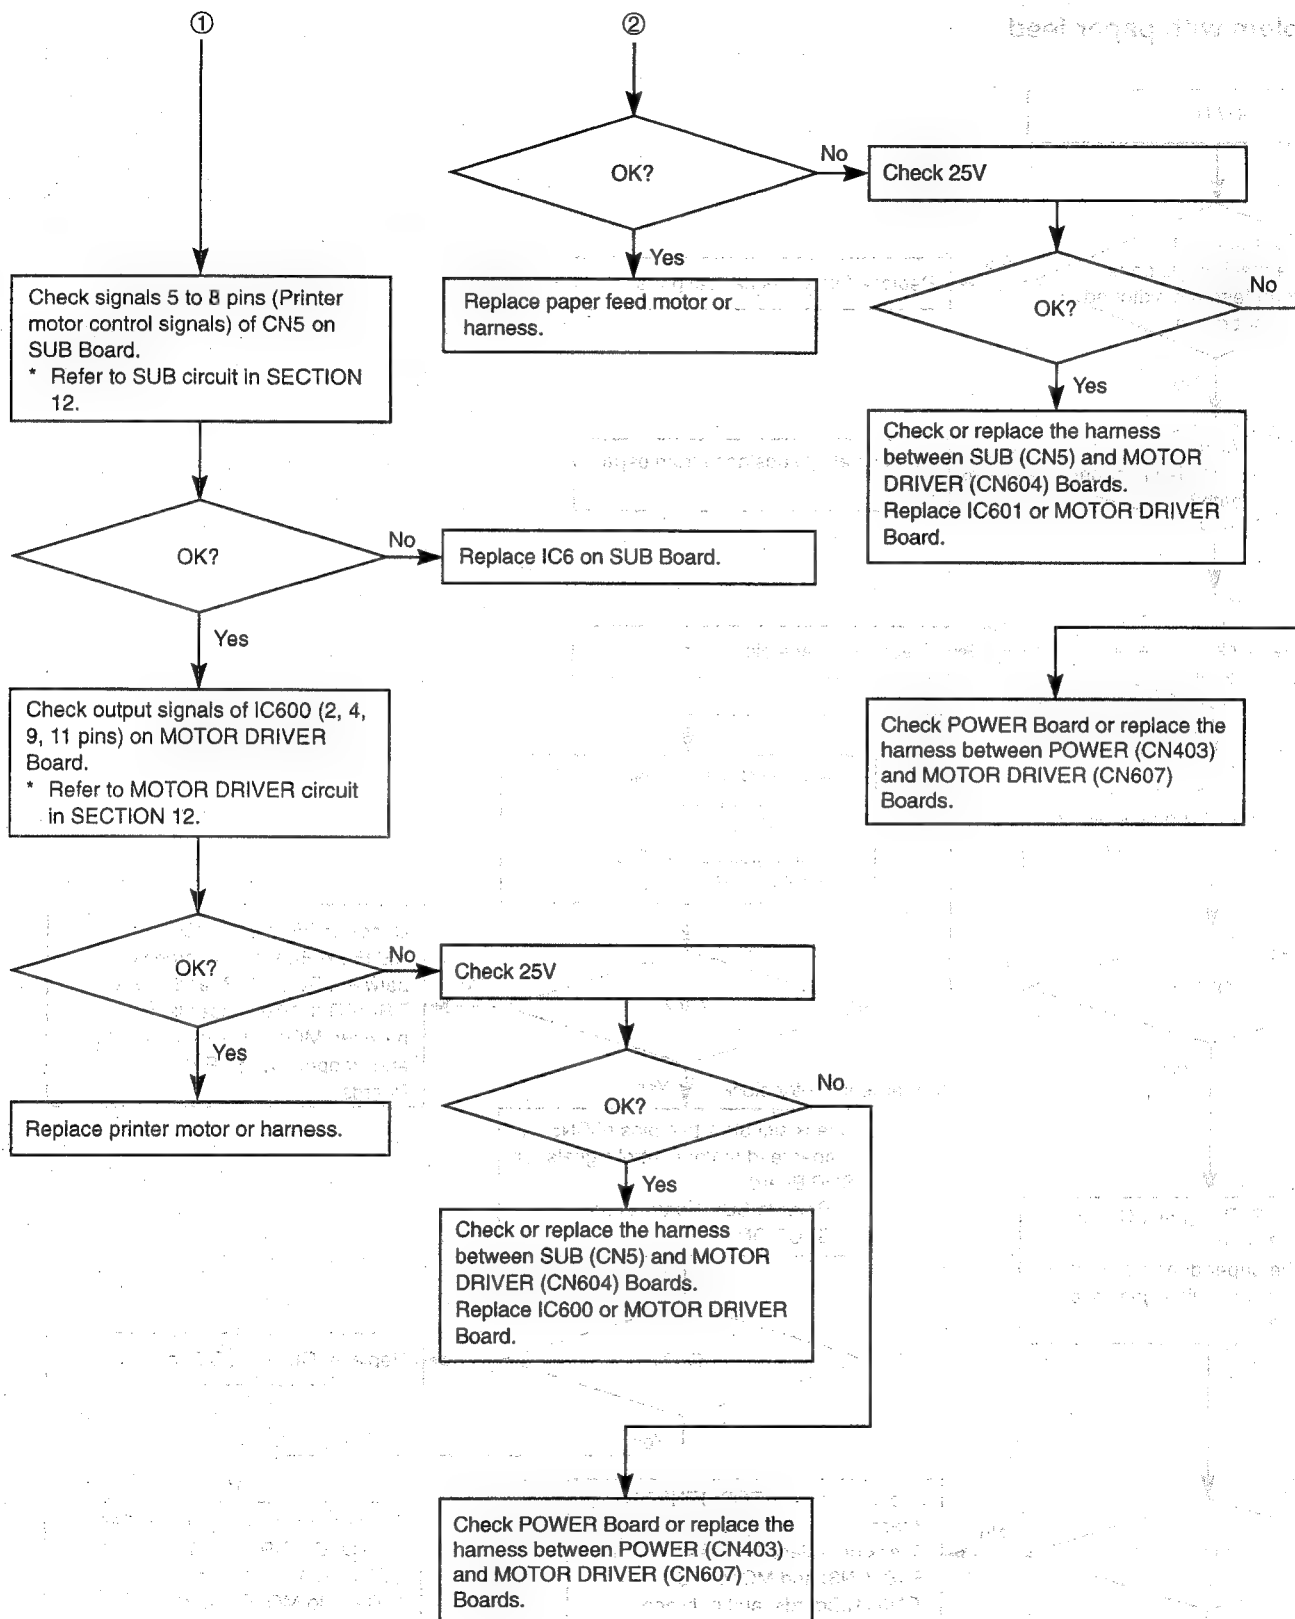 ①
Check signals 5 to 8 pins (Printer
motor control signals) of CN5 on
SUB Board.
* Refer to SUB circuit in SECTION
12.
OK?
No
Replace IC6 on SUB Board.
Yes
Check output signals of IC600 (2, 4,
9, 11 pins) on MOTOR DRIVER
Board.
* Refer to MOTOR DRIVER circuit
in SECTION 12.
OK?
No
Check 25V
Yes
Replace printer motor or harness.
OK?
No
Yes
Check or replace the harness
between SUB (CN5) and MOTOR
DRIVER (CN604) Boards.
Replace IC600 or MOTOR DRIVER
Board.
Check POWER Board or replace the
harness between POWER (CN403)
and MOTOR DRIVER (CN607)
Boards.
②
OK?
No
Check 25V
Yes
Replace paper feed motor or
harness.
OK?
No
Yes
Check or replace the harness
between SUB (CN5) and MOTOR
DRIVER (CN604) Boards.
Replace IC601 or MOTOR DRIVER
Board.
Check POWER Board or replace the
harness between POWER (CN403)
and MOTOR DRIVER (CN607)
Boards.